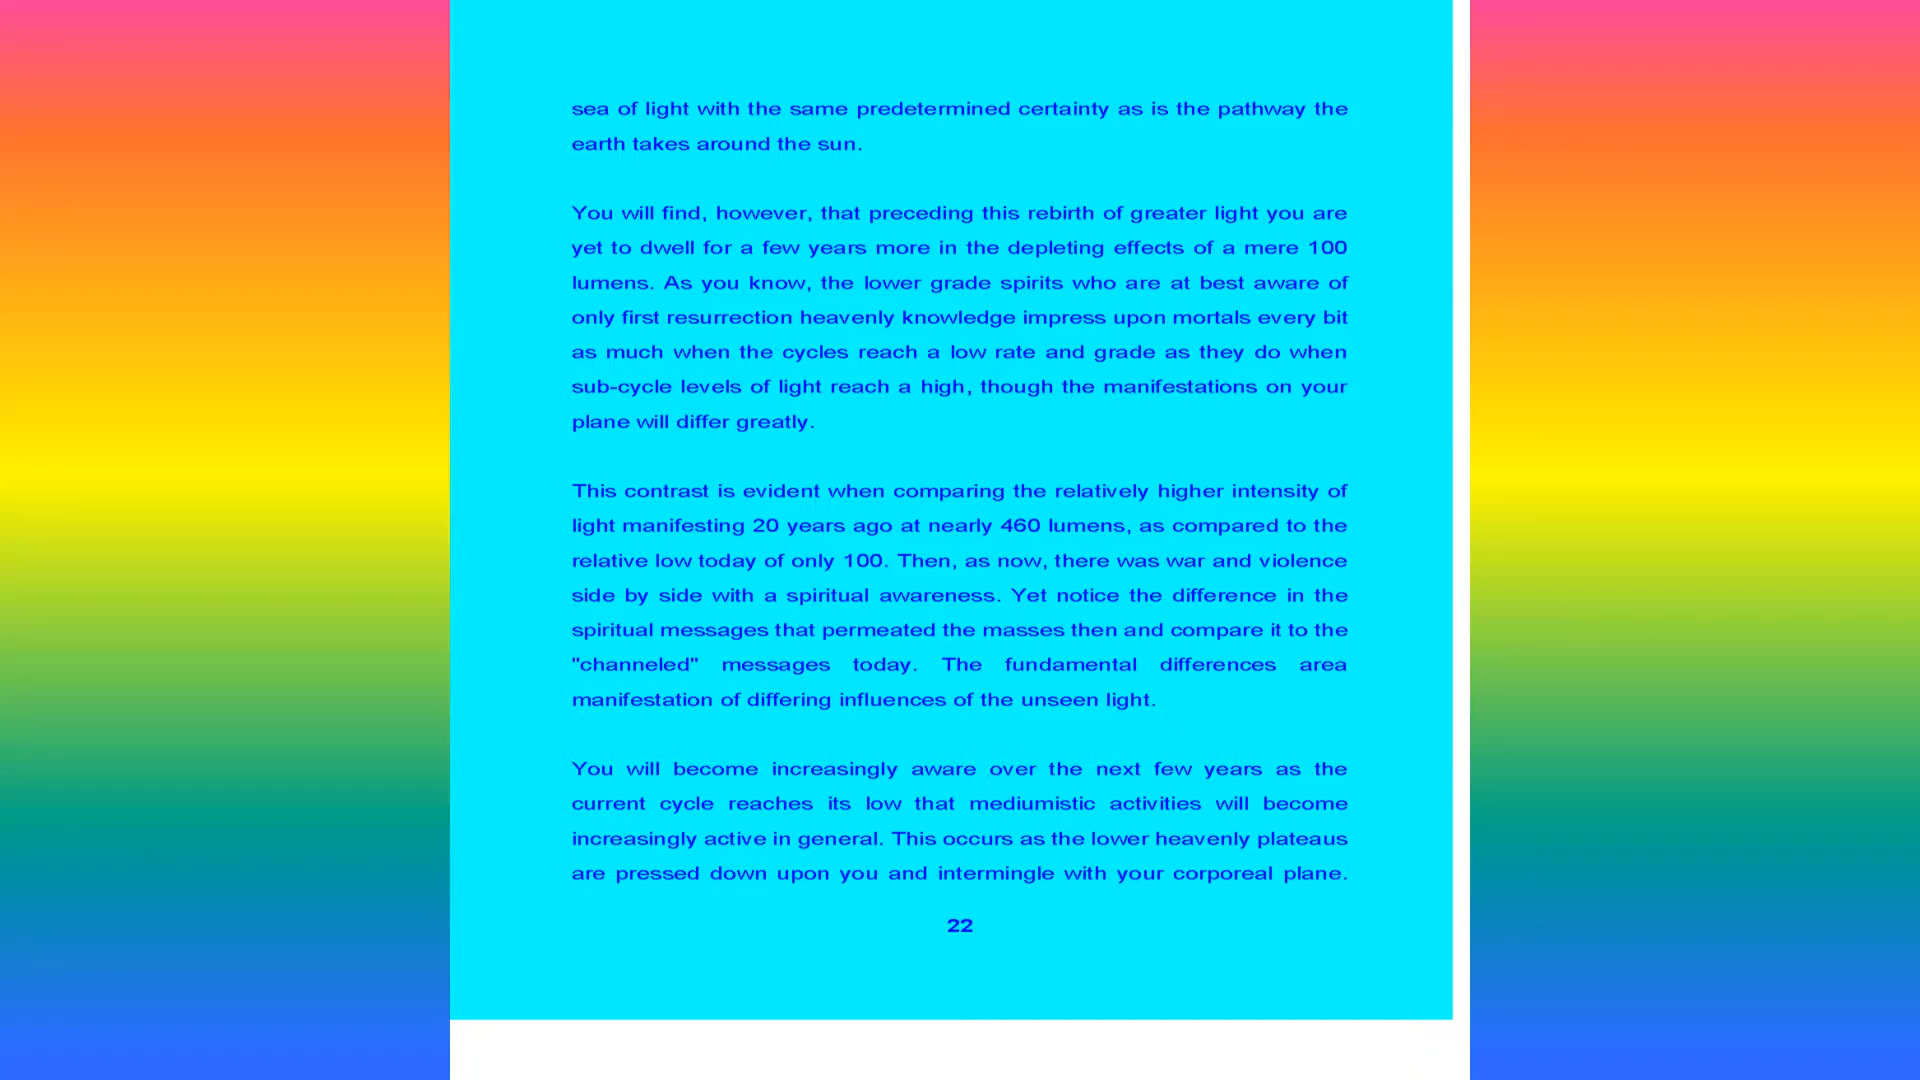 sea of light with the same predetermined certainty as is the pathway the
earth takes around the sun.
You will find, however, that preceding this rebirth of greater light you are
yet to dwell for a few years more in the depleting effects of a mere 100
lumens. As you know, the lower grade spirits who are at best aware of
only first resurrection heavenly knowledge impress upon mortals every bit
as much when the cycles reach a low rate and grade as they do when
sub-cycle levels of light reach a high, though the manifestations on your
plane will differ greatly.
This contrast is evident when comparing the relatively higher intensity of
light manifesting 20 years ago at nearly 460 lumens, as compared to the
relative low today of only 100. Then, as now, there was war and violence
side by side with a spiritual awareness. Yet notice the difference in the
spiritual messages that permeated the masses then and compare it to the
"channeled" messages today. The fundamental differences area
manifestation of differing influences of the unseen light.
You will become increasingly aware over the next few years as the
current cycle reaches its low that mediumistic activities will become
increasingly active in general. This occurs as the lower heavenly plateaus
are pressed down upon you and intermingle with your corporeal plane.
22